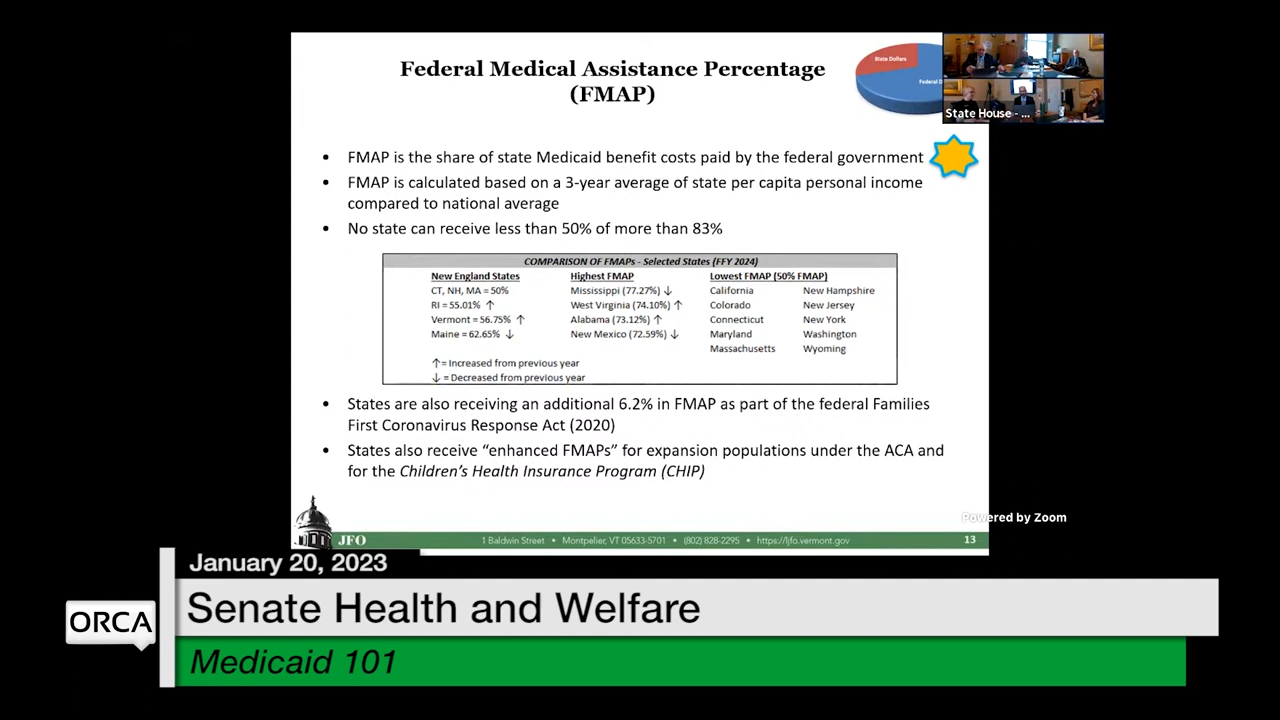 Federal Medical Assistance Percentage
(FMAP)
State Dollars
Federal D
State House - ...
• FMAP is the share of state Medicaid benefit costs paid by the federal government
• FMAP is calculated based on a 3-year average of state per capita personal income
compared to national average
• No state can receive less than 50% of more than 83%
COMPARISON OF FMAPs - Selected States (FFY 2024)
New England States
CT, NH, MA = 50%
RI = 55.01% ↑
Vermont = 56.75% ↑
Maine = 62.65% ↓
Highest FMAP
Mississippi (77.27%) ↓
West Virginia (74.10%) ↑
Alabama (73.12%) ↑
New Mexico (72.59%) ↓
Lowest FMAP (50% FMAP)
California
Colorado
Connecticut
Maryland
Massachusetts
New Hampshire
New Jersey
New York
Washington
Wyoming
↑ = Increased from previous year
↓ = Decreased from previous year
• States are also receiving an additional 6.2% in FMAP as part of the federal Families
First Coronavirus Response Act (2020)
• States also receive “enhanced FMAPs” for expansion populations under the ACA and
for the Children’s Health Insurance Program (CHIP)
Powered by Zoom
JFO
1 Baldwin Street • Montpelier, VT 05633-5701 • (802) 828-2295 • https://ljfo.vermont.gov
13
January 20, 2023
ORCA
Senate Health and Welfare
Medicaid 101